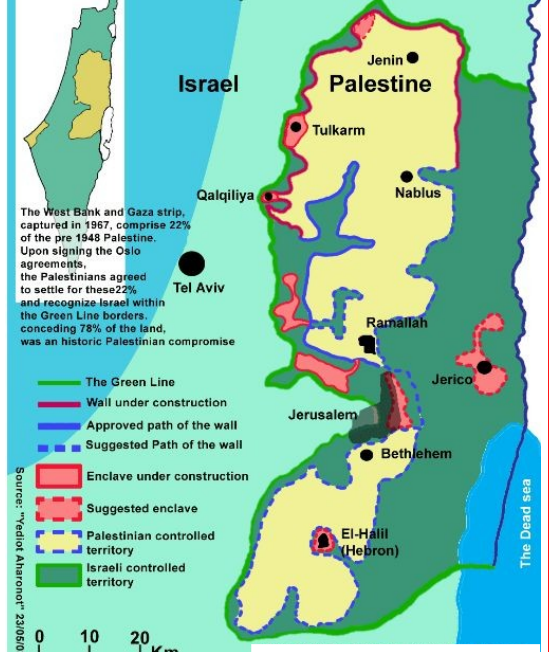 Israel
Palestine
Jenin
Tulkarm
Qalqiliya
Nablus
The West Bank and Gaza strip,
captured in 1967, comprise 22%
of the pre 1948 Palestine.
Upon signing the Oslo
agreements,
the Palestinians agreed
to settle for these22%
and recognize Israel within
the Green Line borders.
conceding 78% of the land,
was an historic Palestinian compromise
Tel Aviv
Ramallah
Jerico
Jerusalem
Bethlehem
El-Halil
(Hebron)
The Dead sea
The Green Line
Wall under construction
Approved path of the wall
Suggested Path of the wall
Enclave under construction
Suggested enclave
Palestinian controlled
territory
Israeli controlled
territory
Source: "Yediot Aharonot" 23/05/0
0 10 20 Km